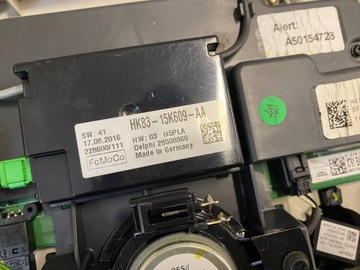 Alert:
A50154728
HK83-15K609-AA
SW: 41
17.08.2016
228600/111
FoMoCo
HW: 03 H5PLA
Delphi 28508869
Made in Germany